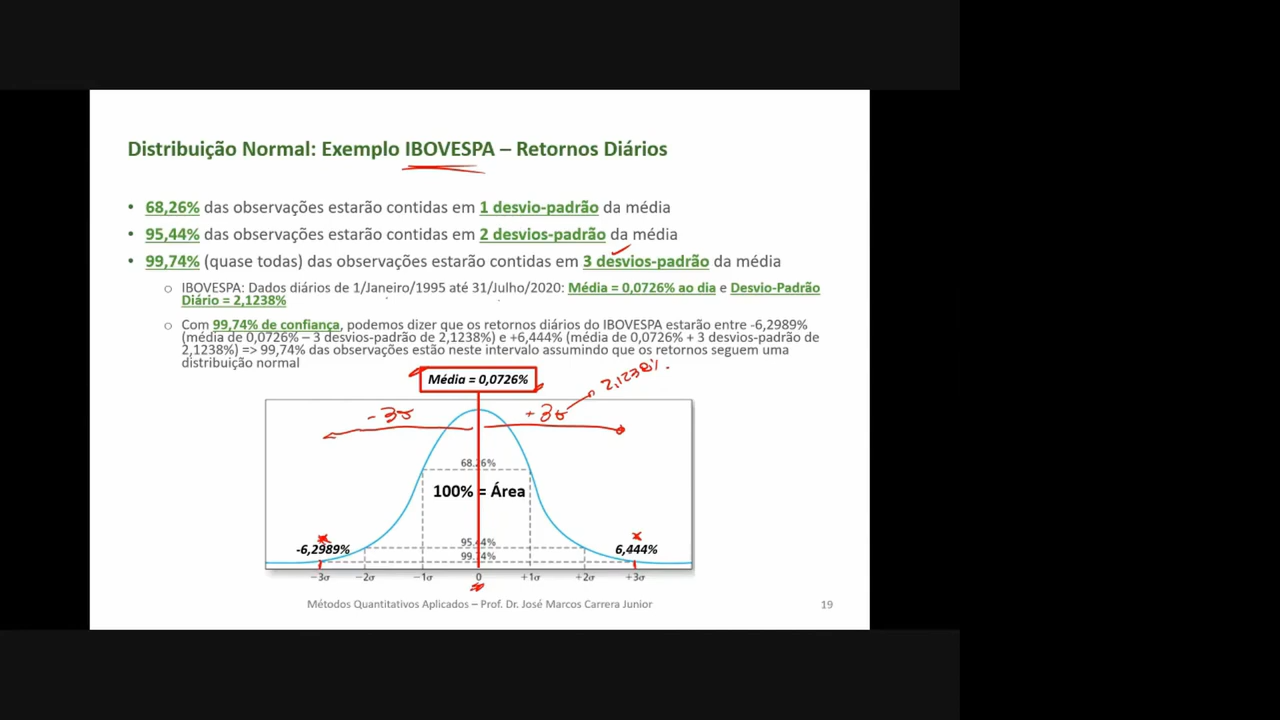 Distribuição Normal: Exemplo IBOVESPA – Retornos Diários
• 68,26% das observações estarão contidas em 1 desvio-padrão da média
• 95,44% das observações estarão contidas em 2 desvios-padrão da média
• 99,74% (quase todas) das observações estarão contidas em 3 desvios-padrão da média
o IBOVESPA: Dados diários de 1/Janeiro/1995 até 31/Julho/2020: Média = 0,0726% ao dia e Desvio-Padrão
Diário = 2,1238%
o Com 99,74% de confiança, podemos dizer que os retornos diários do IBOVESPA estarão entre -6,2989%
(média de 0,0726% – 3 desvios-padrão de 2,1238%) e +6,444% (média de 0,0726% + 3 desvios-padrão de
2,1238%) => 99,74% das observações estão neste intervalo assumindo que os retornos seguem uma
distribuição normal
Média = 0,0726%
2,1238%.
-3σ
+3σ
68.26%
100% = Área
95.44%
-6,2989%
6,444%
99.74%
−3σ −2σ −1σ 0 +1σ +2σ +3σ
Métodos Quantitativos Aplicados – Prof. Dr. José Marcos Carrera Junior
19